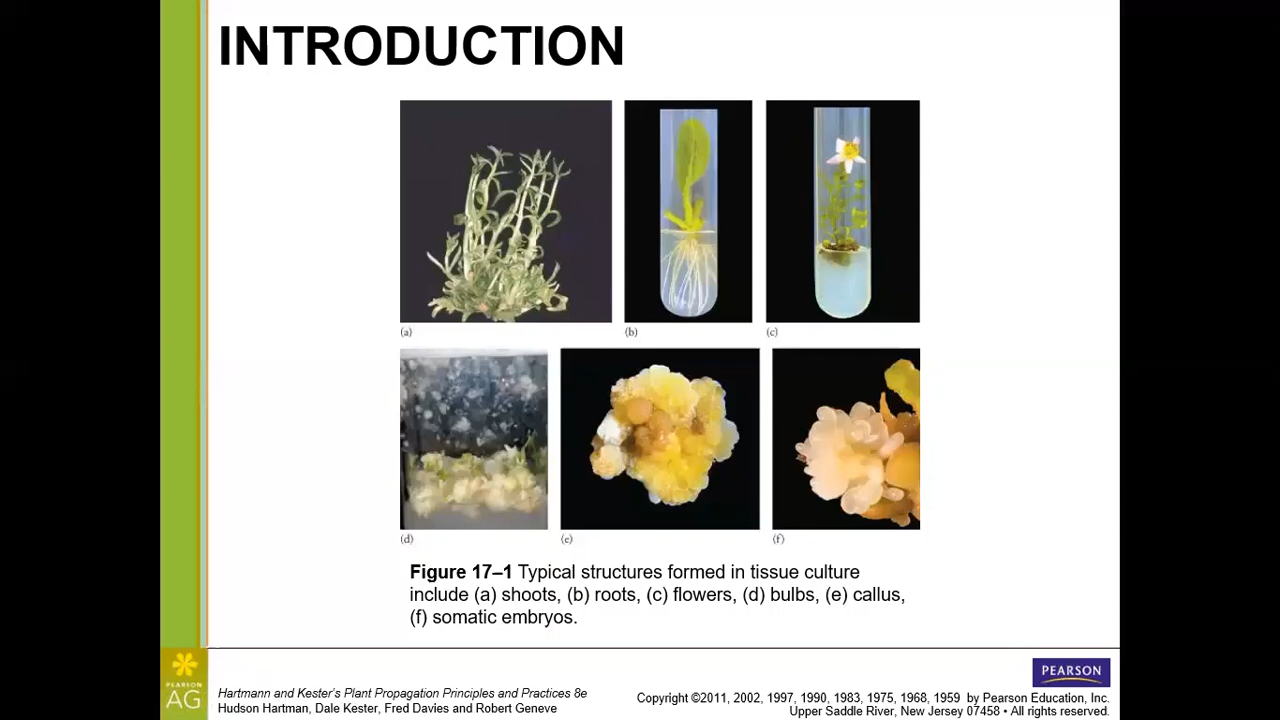 INTRODUCTION
(a)
(b)
(c)
(d)
(e)
(f)
Figure 17–1 Typical structures formed in tissue culture
include (a) shoots, (b) roots, (c) flowers, (d) bulbs, (e) callus,
(f) somatic embryos.
PEARSON
AG
Hartmann and Kester's Plant Propagation Principles and Practices 8e
Hudson Hartman, Dale Kester, Fred Davies and Robert Geneve
PEARSON
Copyright ©2011, 2002, 1997, 1990, 1983, 1975, 1968, 1959 by Pearson Education, Inc.
Upper Saddle River, New Jersey 07458 • All rights reserved.